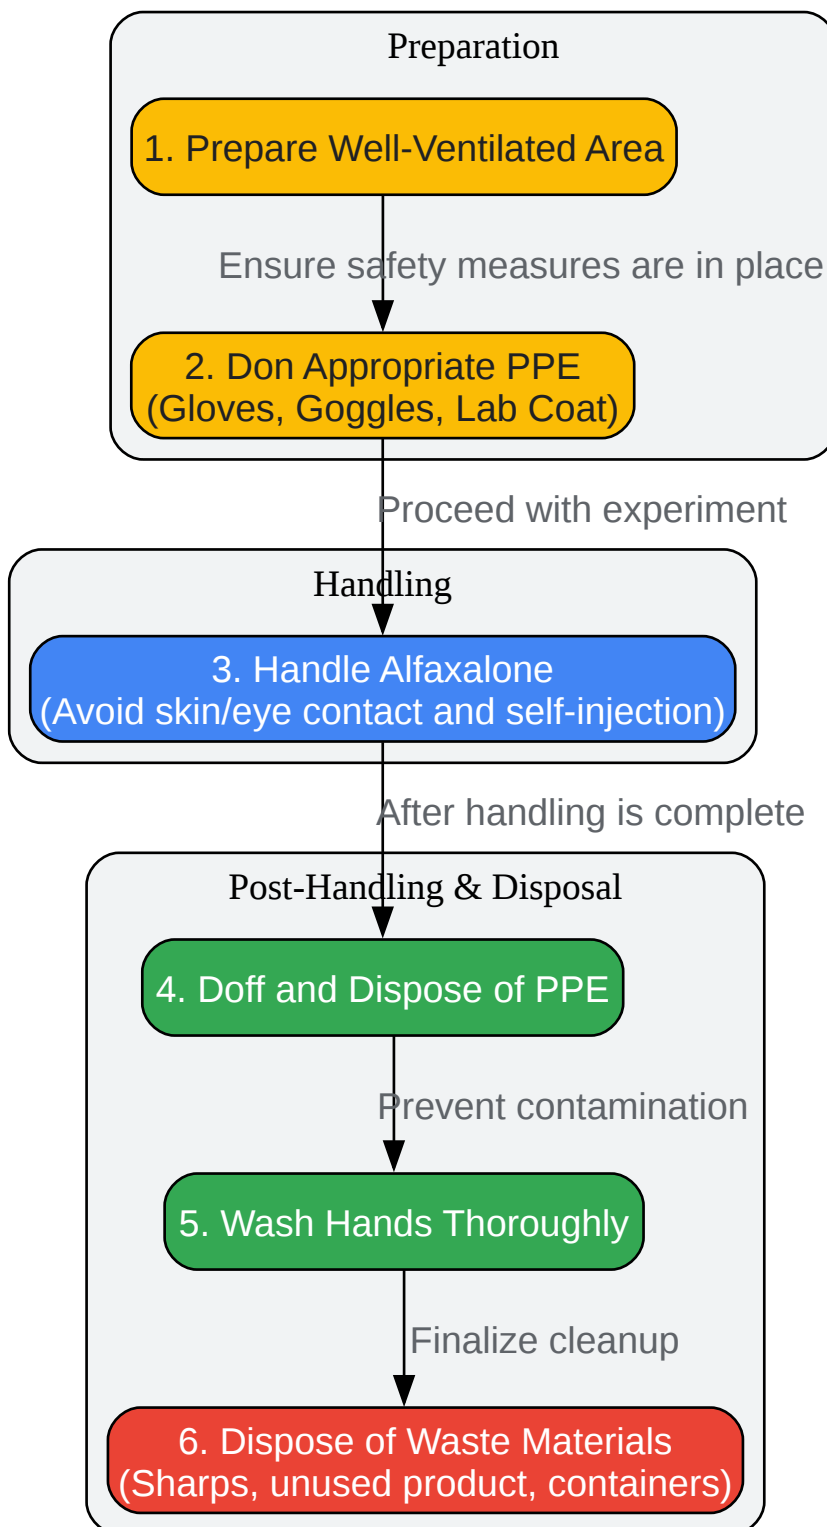 Preparation
1. Prepare Well-Ventilated Area
Ensure safety measures are in place
2. Don Appropriate PPE
(Gloves, Goggles, Lab Coat)
Proceed with experiment
Handling
3. Handle Alfaxalone
(Avoid skin/eye contact and self-injection)
After handling is complete
Post-Handling & Disposal
4. Doff and Dispose of PPE
Prevent contamination
5. Wash Hands Thoroughly
Finalize cleanup
6. Dispose of Waste Materials
(Sharps, unused product, containers)